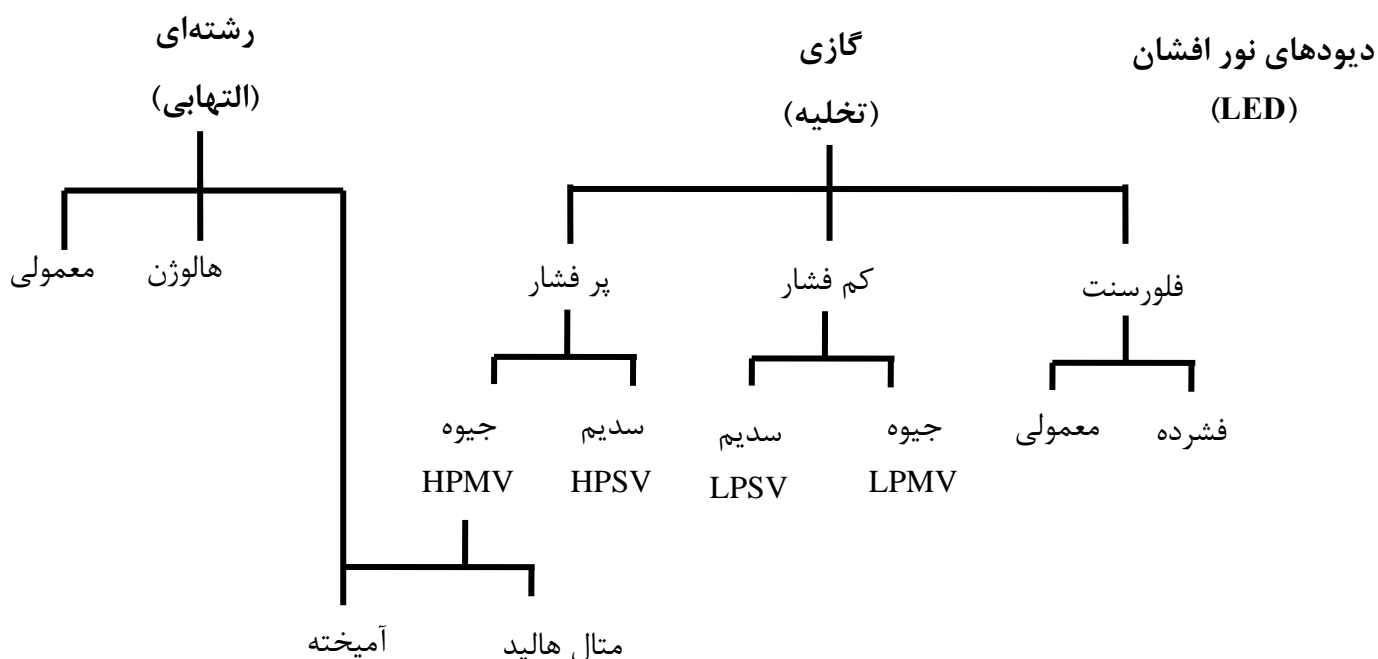 دیودهای نور افشان
(LED)
گازی
(تخلیه)
رشته‌ای
(التهابی)
فلورسنت
کم فشار
پر فشار
هالوژن
معمولی
فشرده
معمولی
جیوه
LPMV
سدیم
LPSV
سدیم
HPSV
جیوه
HPMV
متال هالید
آمیخته